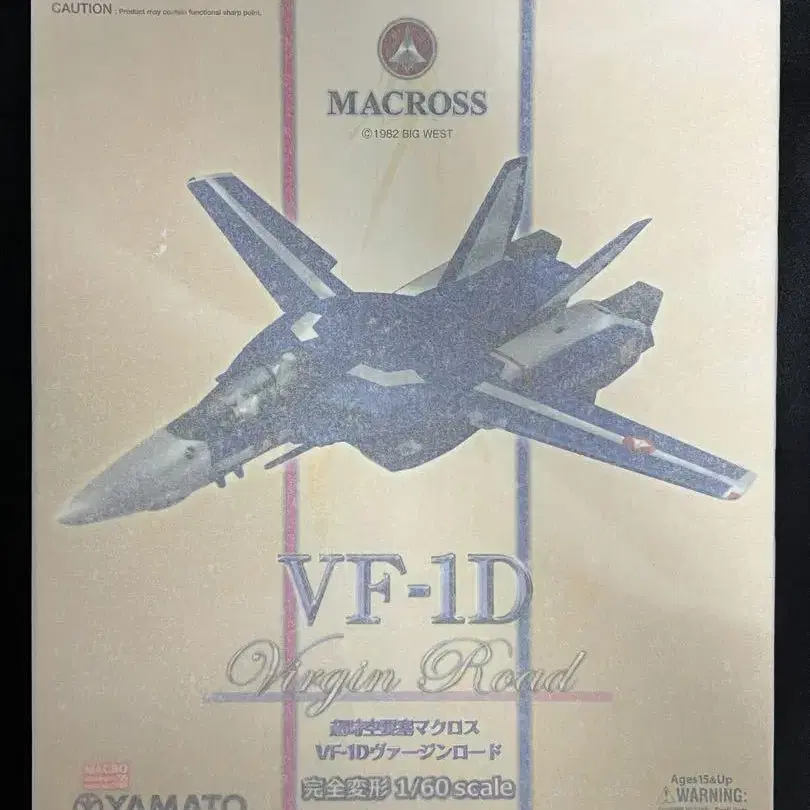 CAUTION : Product may contain functional sharp point.
MACROSS
©1982 BIG WEST
VF-1D
Virgin Road
超時空要塞マクロス
VF-1Dヴァージンロード
完全変形 1/60 scale
MACRO
YAMATO
Ages15&Up
⚠WARNING: